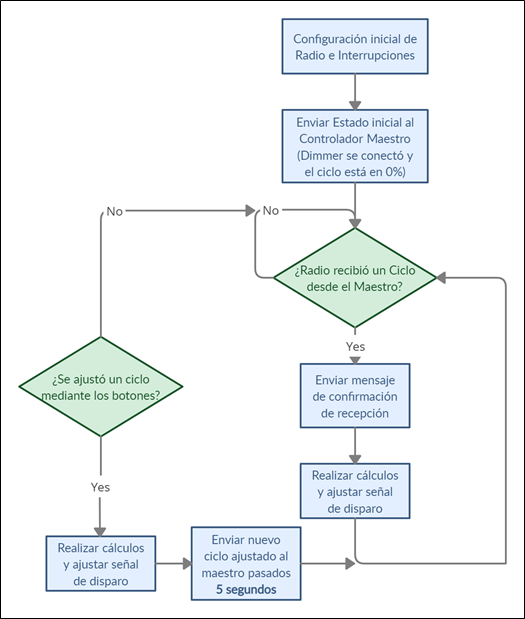 Configuración inicial de
Radio e Interrupciones
Enviar Estado inicial al
Controlador Maestro
(Dimmer se conectó y
el ciclo está en 0%)
No
No
¿Radio recibió un Ciclo
desde el Maestro?
Yes
¿Se ajustó un ciclo
mediante los botones?
Enviar mensaje
de confirmación
de recepción
Yes
Realizar cálculos
y ajustar señal
de disparo
Realizar cálculos
y ajustar señal
de disparo
Enviar nuevo
ciclo ajustado al
maestro pasados
5 segundos